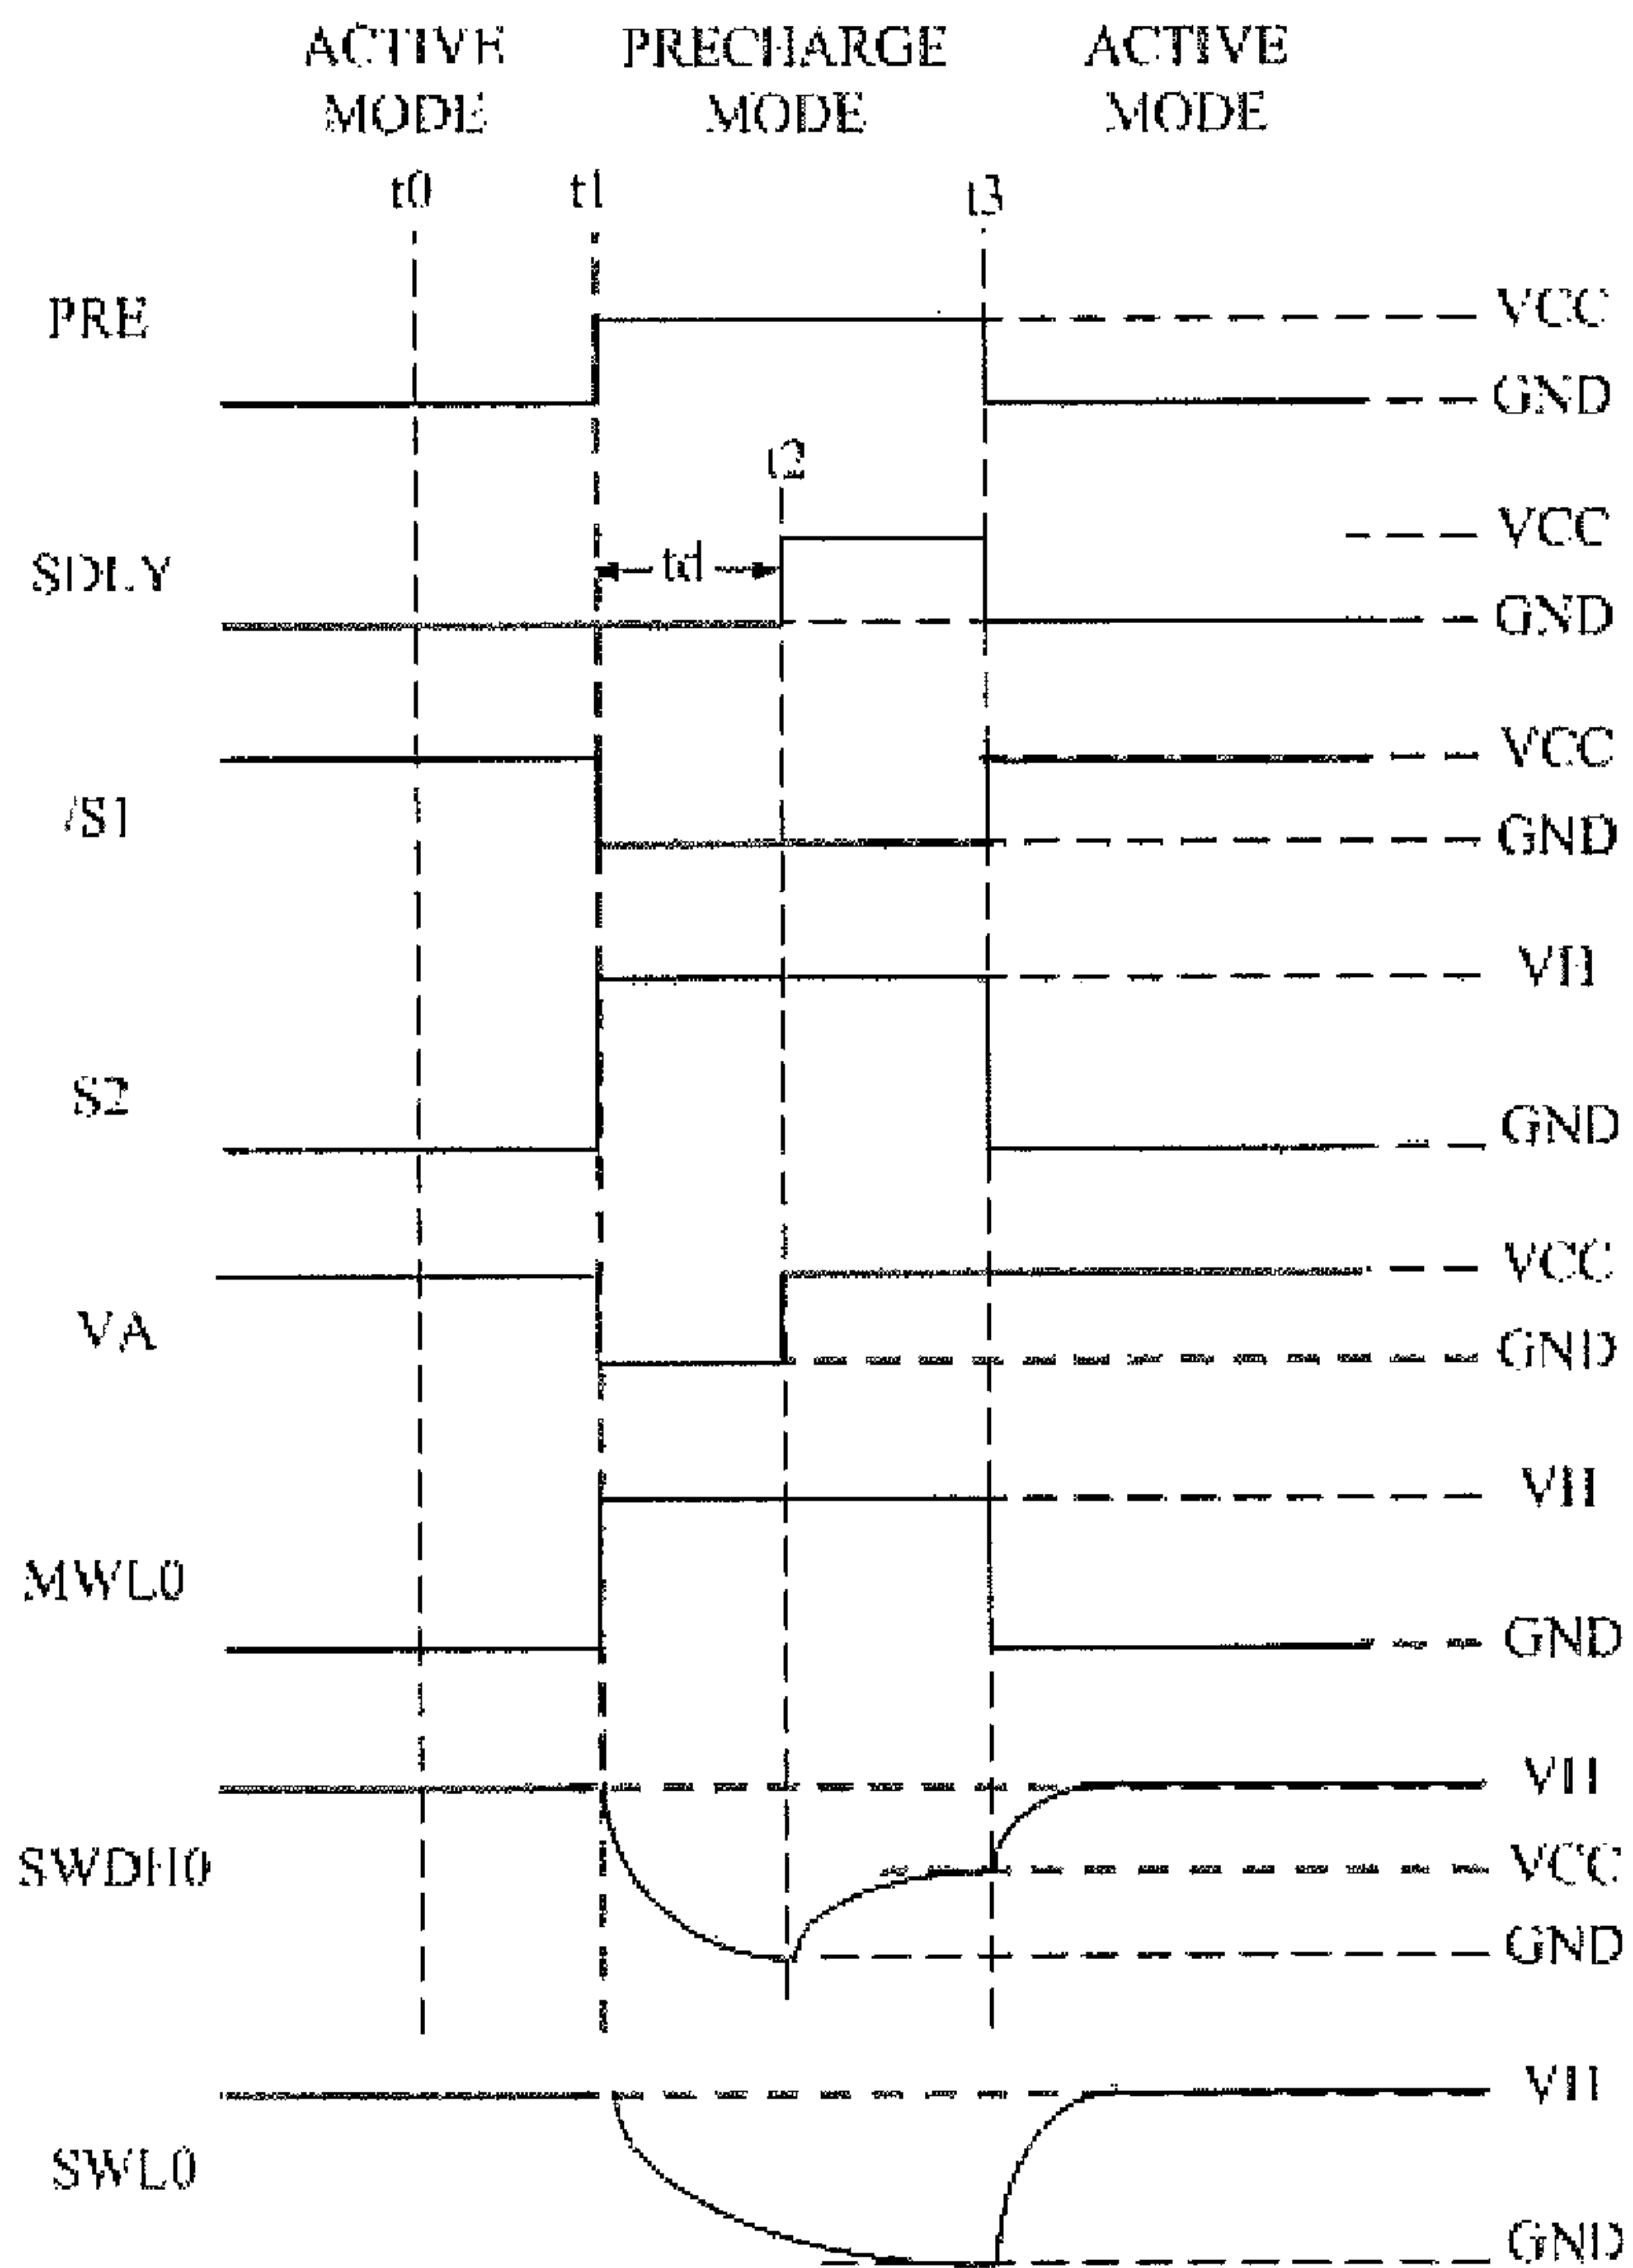 ACTIVE MODE
PRECHARGE MODE
ACTIVE MODE
t0
t1
t3
PRE
VCC
GND
t2
SDLY
td
VCC
GND
/S1
VCC
GND
S2
VH
GND
VA
VCC
GND
MWL0
VH
GND
SWDH0
VH
VCC
GND
SWL0
VH
GND